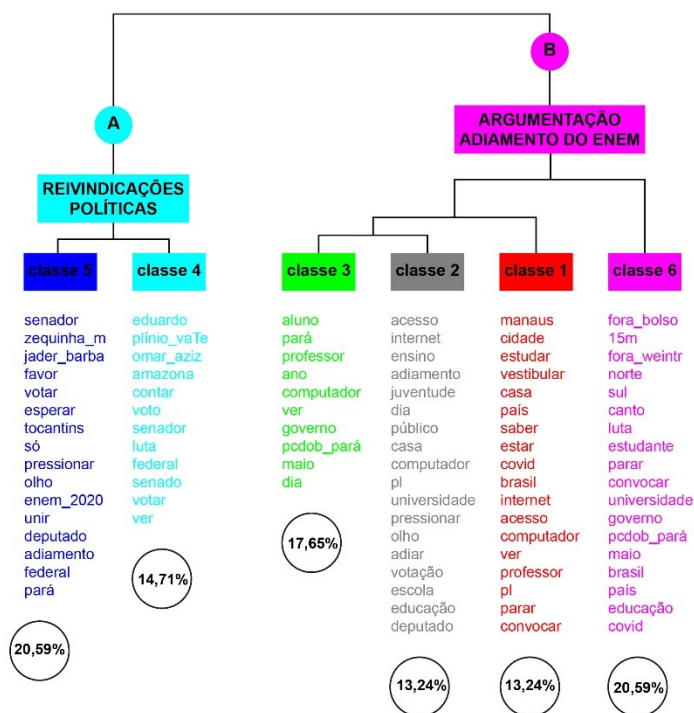 B
A
ARGUMENTAÇÃO
ADIAMENTO DO ENEM
REIVINDICAÇÕES
POLÍTICAS
classe 5
senador
zequinha_m
jader_barba
favor
votar
esperar
tocantins
só
pressionar
olho
enem_2020
unir
deputado
adiamento
federal
pará
20,59%
classe 4
eduardo
plínio_vaTe
omar_aziz
amazona
contar
voto
senador
luta
federal
senado
votar
ver
14,71%
classe 3
aluno
pará
professor
ano
computador
ver
governo
pcdob_pará
maio
dia
17,65%
classe 2
acesso
internet
ensino
adiamento
juventude
dia
público
casa
computador
pl
universidade
pressionar
olho
adiar
votação
escola
educação
deputado
13,24%
classe 1
manaus
cidade
estudar
vestibular
casa
país
saber
estar
covid
brasil
internet
acesso
computador
ver
professor
pl
parar
convocar
13,24%
classe 6
fora_bolso
15m
fora_weintr
norte
sul
canto
luta
estudante
parar
convocar
universidade
governo
pcdob_pará
maio
brasil
país
educação
covid
20,59%